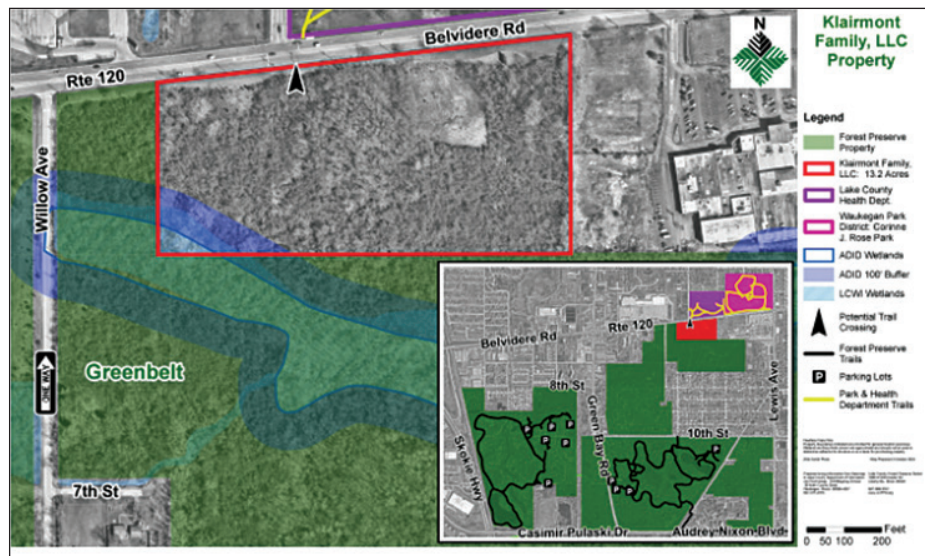 Klairmont
Family, LLC
Property
N
Belvidere Rd
Rte 120
Willow Ave
ONE WAY
Greenbelt
7th St
Legend
Forest Preserve
Property
Klairmont Family,
LLC: 13.2 Acres
Lake County
Health Dept.
Waukegan Park
District: Corinne
J. Rose Park
ADID Wetlands
ADID 100' Buffer
LCWI Wetlands
Potential Trail
Crossing
Forest Preserve
Trails
P Parking Lots
Park & Health
Department Trails
Rte 120
Belvidere Rd
8th St
Green Bay Rd
Lewis Ave
10th St
Skokie Hwy
P
P
P
P
P
P
P
P
P
P
Casimir Pulaski Dr
Audrey Nixon Blvd
Feet
0 50 100 200